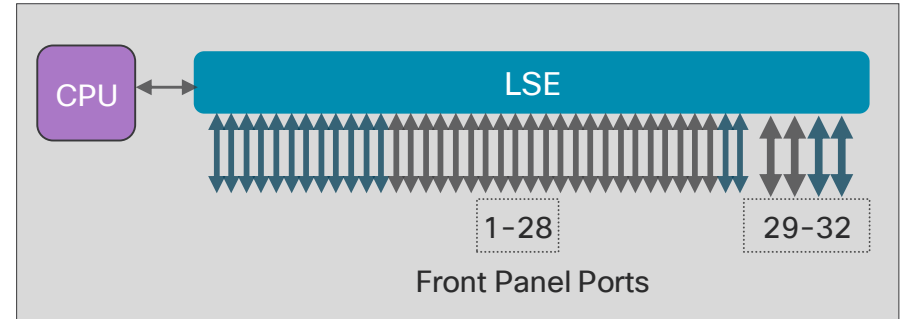 LSE
CPU
1-28
29-32
Front Panel Ports